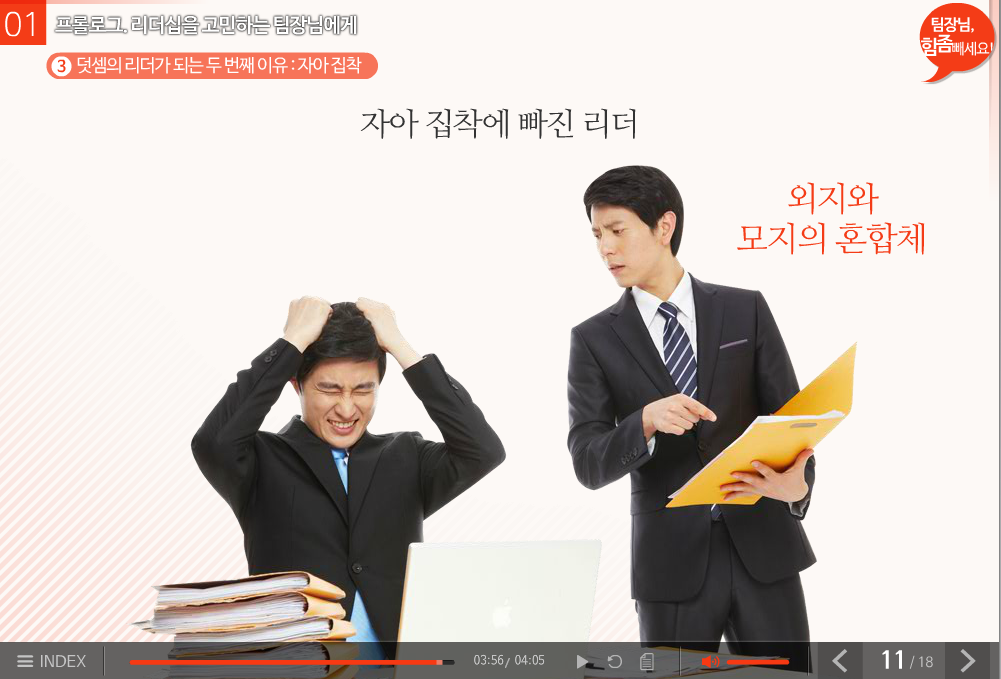 01
프롤로그. 리더십을 고민하는 팀장님에게
팀장님,
힘좀빼세요!
3 덧셈의 리더가 되는 두 번째 이유 : 자아 집착
자아 집착에 빠진 리더
외지와
모지의 혼합체
INDEX
03:56 / 04:05
11 / 18